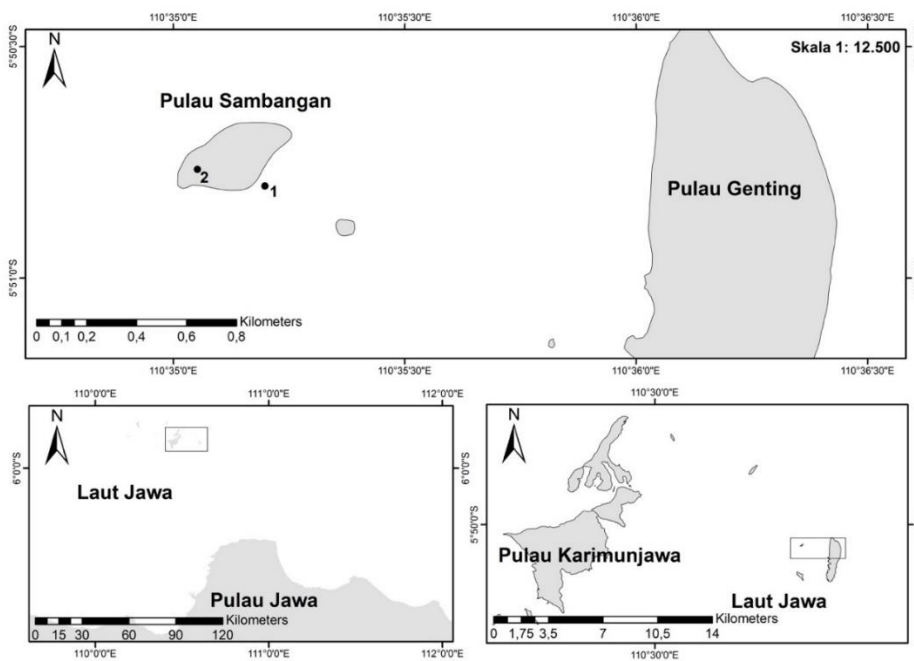 110°35'0"E 110°35'30"E 110°36'0"E 110°36'30"E
5°50'30"S
N
Skala 1: 12.500
Pulau Sambangan
2
1
Pulau Genting
5°51'0"S
Kilometers
0 0,1 0,2 0,4 0,6 0,8
110°35'0"E 110°35'30"E 110°36'0"E 110°36'30"E
110°0'0"E 111°0'0"E 112°0'0"E
N
6°0'0"S
6°0'0"S
Laut Jawa
Pulau Jawa
Kilometers
0 15 30 60 90 120
110°0'0"E 111°0'0"E 112°0'0"E
110°30'0"E
N
5°50'0"S
Pulau Karimunjawa
Laut Jawa
Kilometers
0 1,75 3,5 7 10,5 14
110°30'0"E